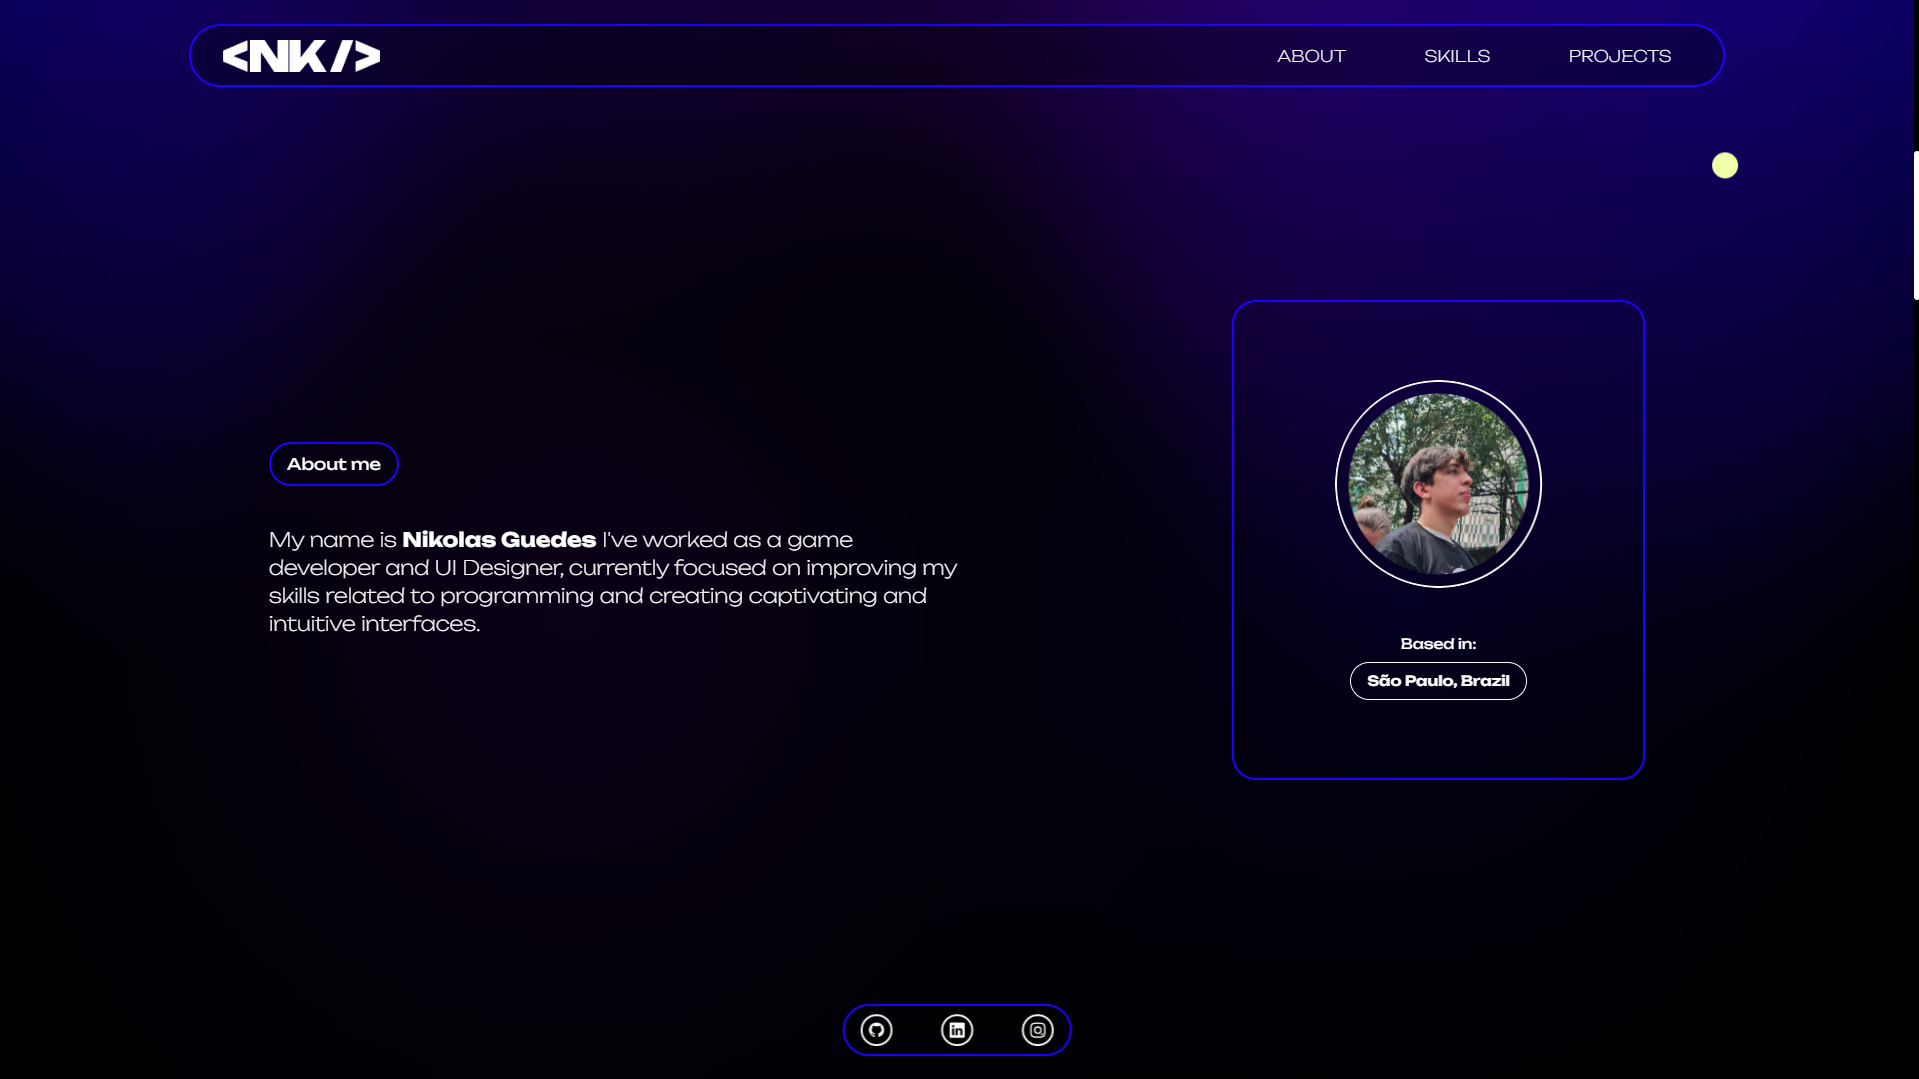 <NK/>
ABOUT
SKILLS
PROJECTS
About me
My name is Nikolas Guedes I've worked as a game
developer and UI Designer, currently focused on improving my
skills related to programming and creating captivating and
intuitive interfaces.
Based in:
São Paulo, Brazil
in